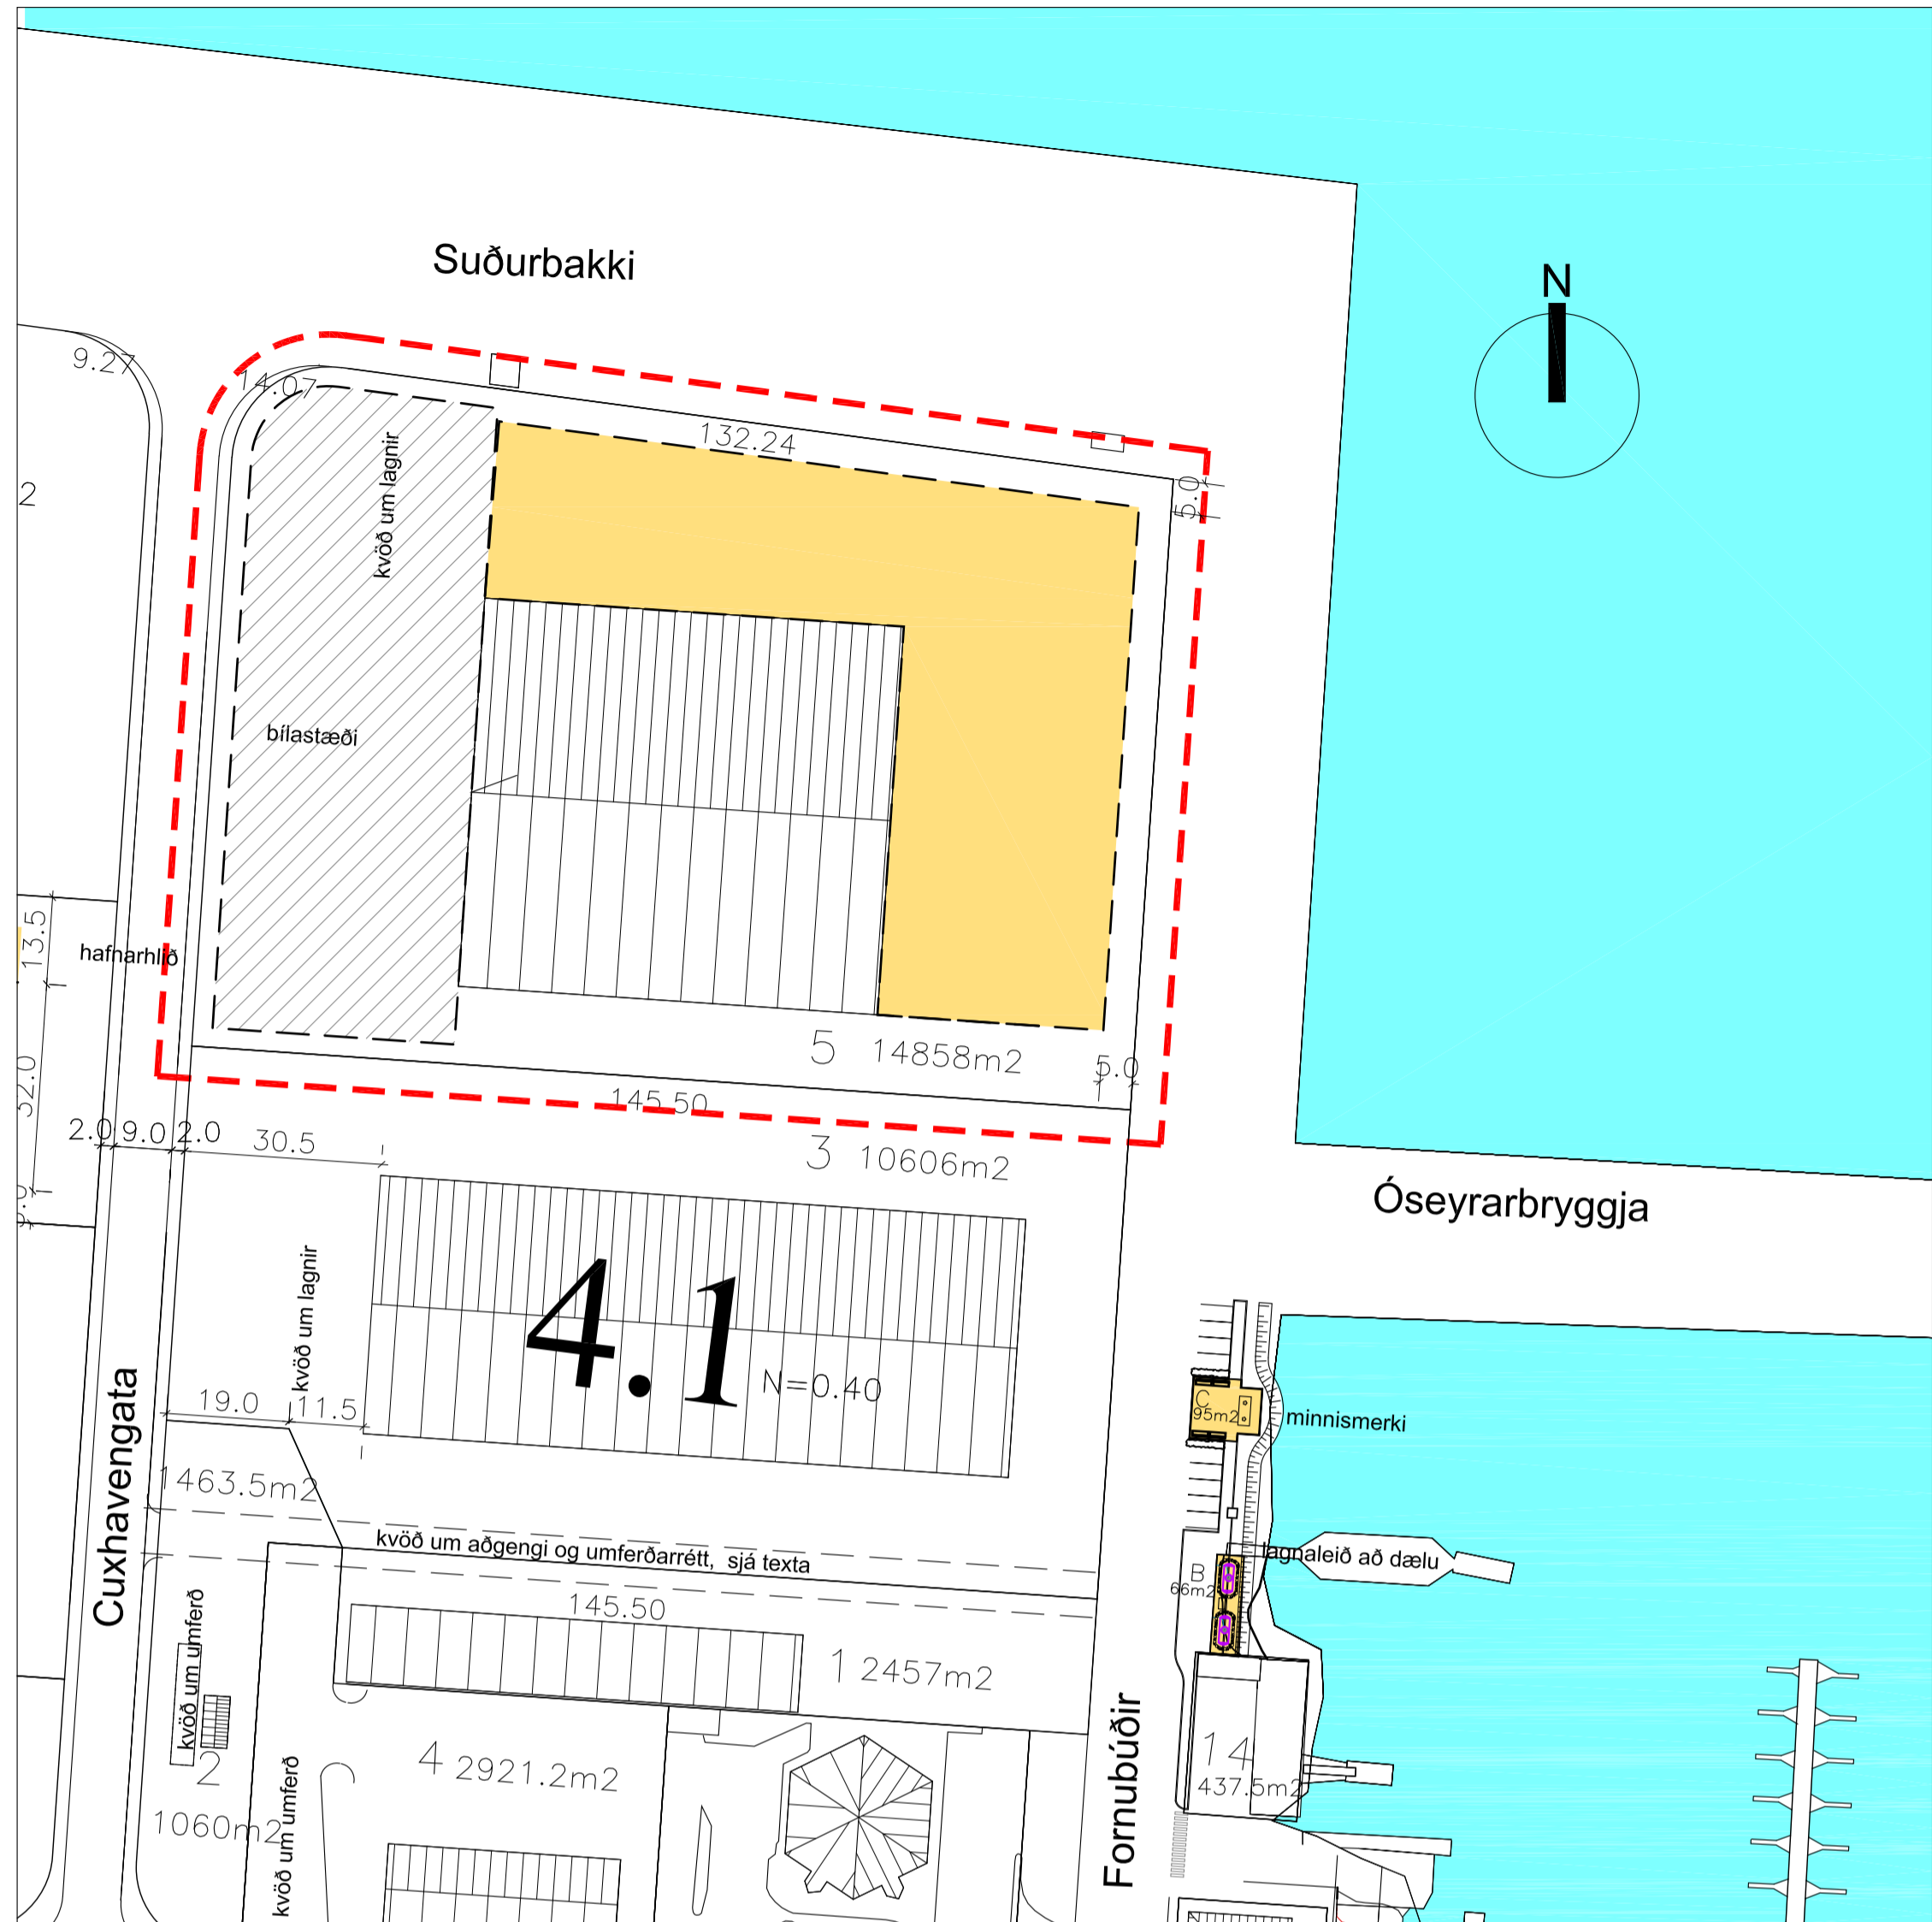 Suðurbakki
N
9.27
14.07
132.24
kvöð um lagnir
5.0
2
bílastæði
13.5
hafnarhlið
5 14858m2
5.0
145.50
2.0 9.0 2.0
30.5
3 10606m2
Óseyrarbryggja
4.1
N=0.40
kvöð um lagnir
19.0
11.5
C
95m2
minnismerki
1463.5m2
kvöð um aðgengi og umferðarrétt, sjá texta
lagnaleið að dælu
B
66m2
145.50
1 2457m2
Cuxhavengata
kvöð um umferð
2
1060m2
kvöð um umferð
4 2921.2m2
Fornubúðir
14
437.5m2